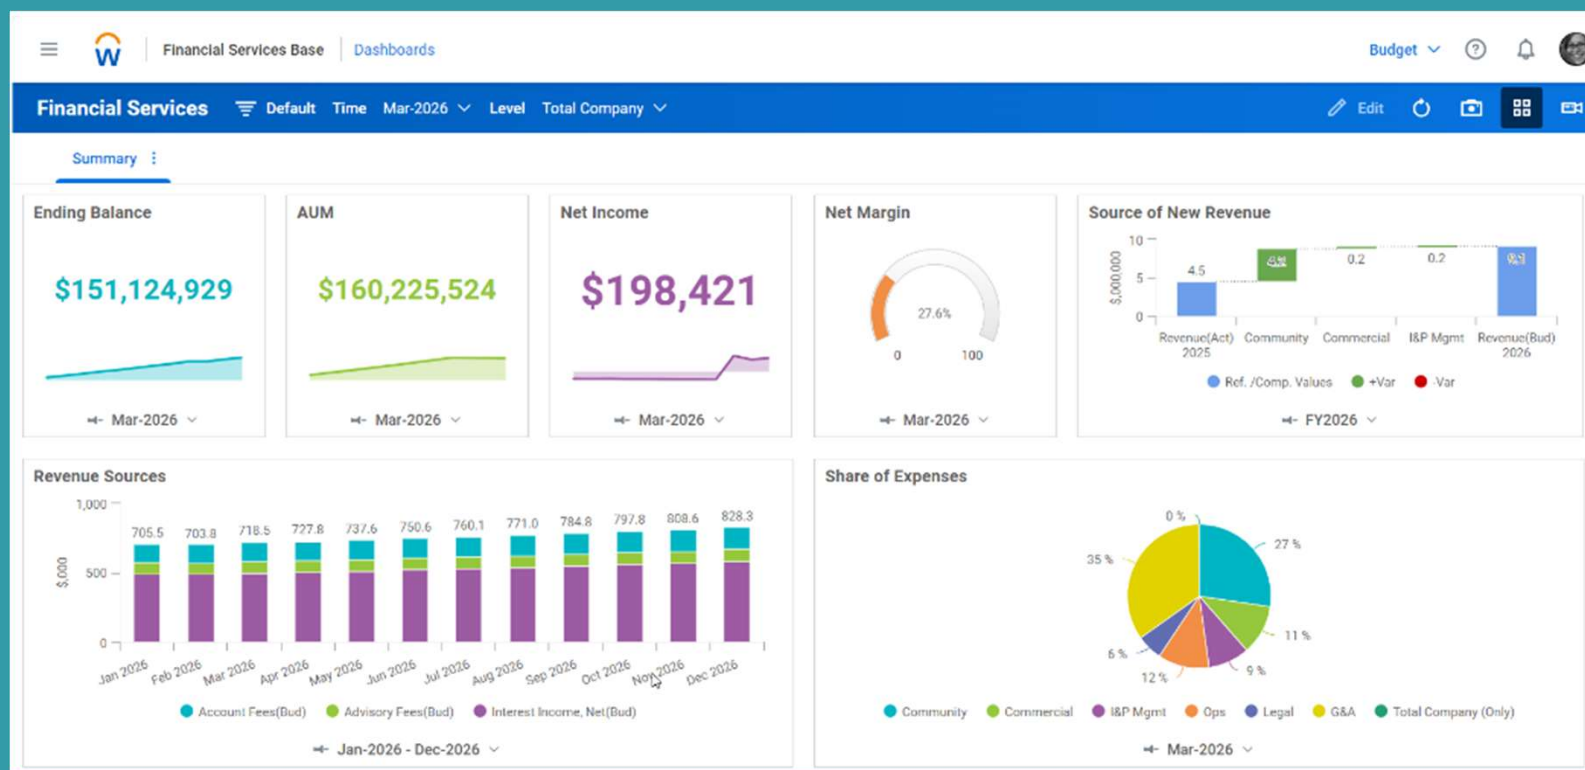 Financial Services Base Dashboards Budget
Financial Services Default Time Mar-2026 Level Total Company Edit
Summary
Ending Balance
$151,124,929
Mar-2026
AUM
$160,225,524
Mar-2026
Net Income
$198,421
Mar-2026
Net Margin
27.6%
0 100
Mar-2026
Source of New Revenue
$,000,000
10
5
0
4.5 0.2 0.2
Revenue(Act) 2025 Community Commercial I&P Mgmt Revenue(Bud) 2026
Ref. /Comp. Values +Var -Var
FY2026
Revenue Sources
$,000
1,000
500
0
705.5 703.8 718.5 727.8 737.6 750.6 760.1 771.0 784.8 797.8 808.6 828.3
Jan 2026 Feb 2026 Mar 2026 Apr 2026 May 2026 Jun 2026 Jul 2026 Aug 2026 Sep 2026 Oct 2026 Nov 2026 Dec 2026
Account Fees(Bud) Advisory Fees(Bud) Interest Income, Net(Bud)
Jan-2026 - Dec-2026
Share of Expenses
0 %
27 %
35 %
11 %
6 %
9 %
12 %
Community Commercial I&P Mgmt Ops Legal G&A Total Company (Only)
Mar-2026